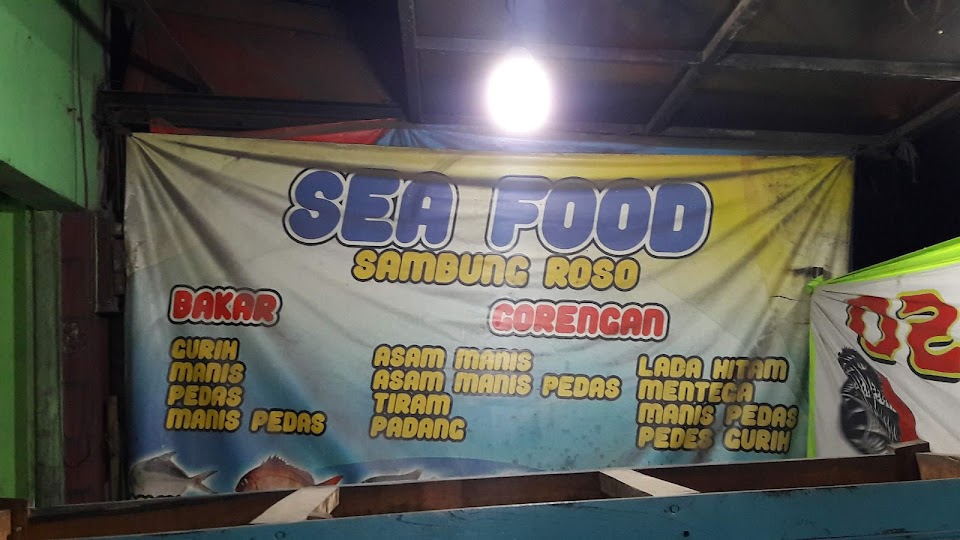 SEA FOOD
SAMBUNG ROSO
BAKAR
GURIH
MANIS
PEDAS
MANIS PEDAS
GORENGAN
ASAM MANIS
ASAM MANIS PEDAS
TIRAM
PADANG
LADA HITAM
MENTEGA
MANIS PEDAS
PEDES GURIH